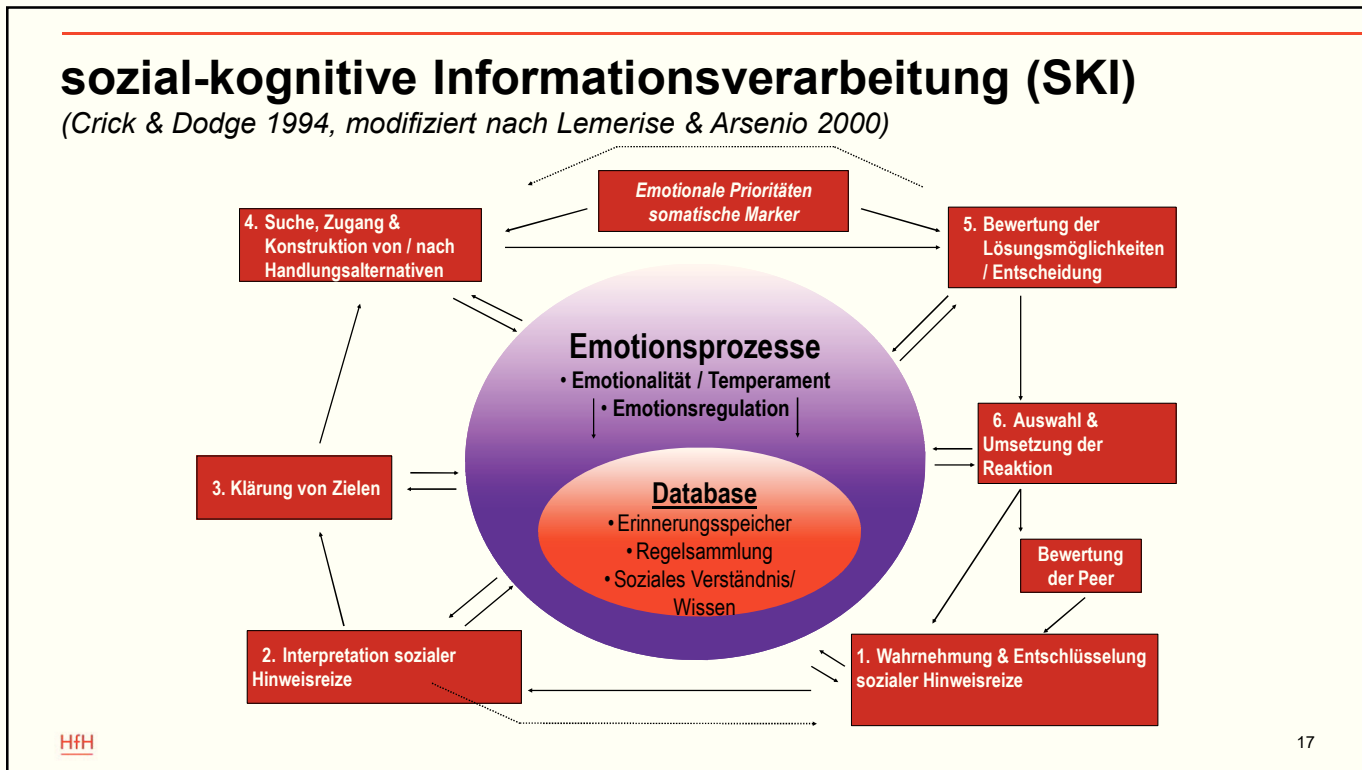 sozial-kognitive Informationsverarbeitung (SKI)
(Crick & Dodge 1994, modifiziert nach Lemerise & Arsenio 2000)
Emotionale Prioritäten
somatische Marker
4. Suche, Zugang &
Konstruktion von / nach
Handlungsalternativen
5. Bewertung der
Lösungsmöglichkeiten
/ Entscheidung
Emotionsprozesse
• Emotionalität / Temperament
• Emotionsregulation
6. Auswahl &
Umsetzung der
Reaktion
3. Klärung von Zielen
Database
• Erinnerungsspeicher
• Regelsammlung
• Soziales Verständnis/
Wissen
Bewertung
der Peer
2. Interpretation sozialer
Hinweisreize
1. Wahrnehmung & Entschlüsselung
sozialer Hinweisreize
HfH
17